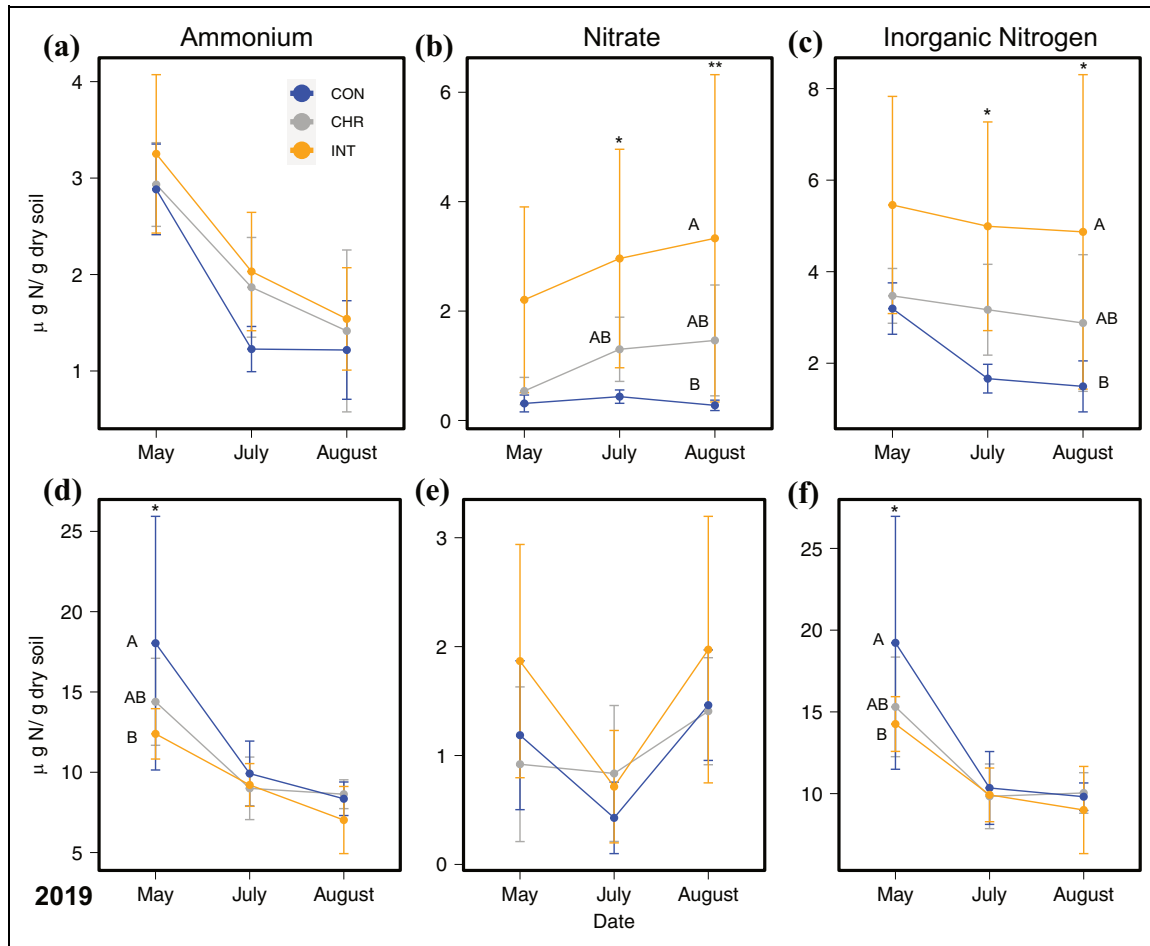 (a) Ammonium
(b) Nitrate
(c) Inorganic Nitrogen
μ g N/ g dry soil
4
3
2
1
CON
CHR
INT
May July August
6
4
2
0
*
**
A
AB
AB
B
May July August
8
6
4
2
*
*
A
AB
B
May July August
(d)
(e)
(f)
μ g N/ g dry soil
25
20
15
10
5
*
A
AB
B
May July August
3
2
1
0
May July August
25
20
15
10
*
A
AB
B
May July August
2019
Date